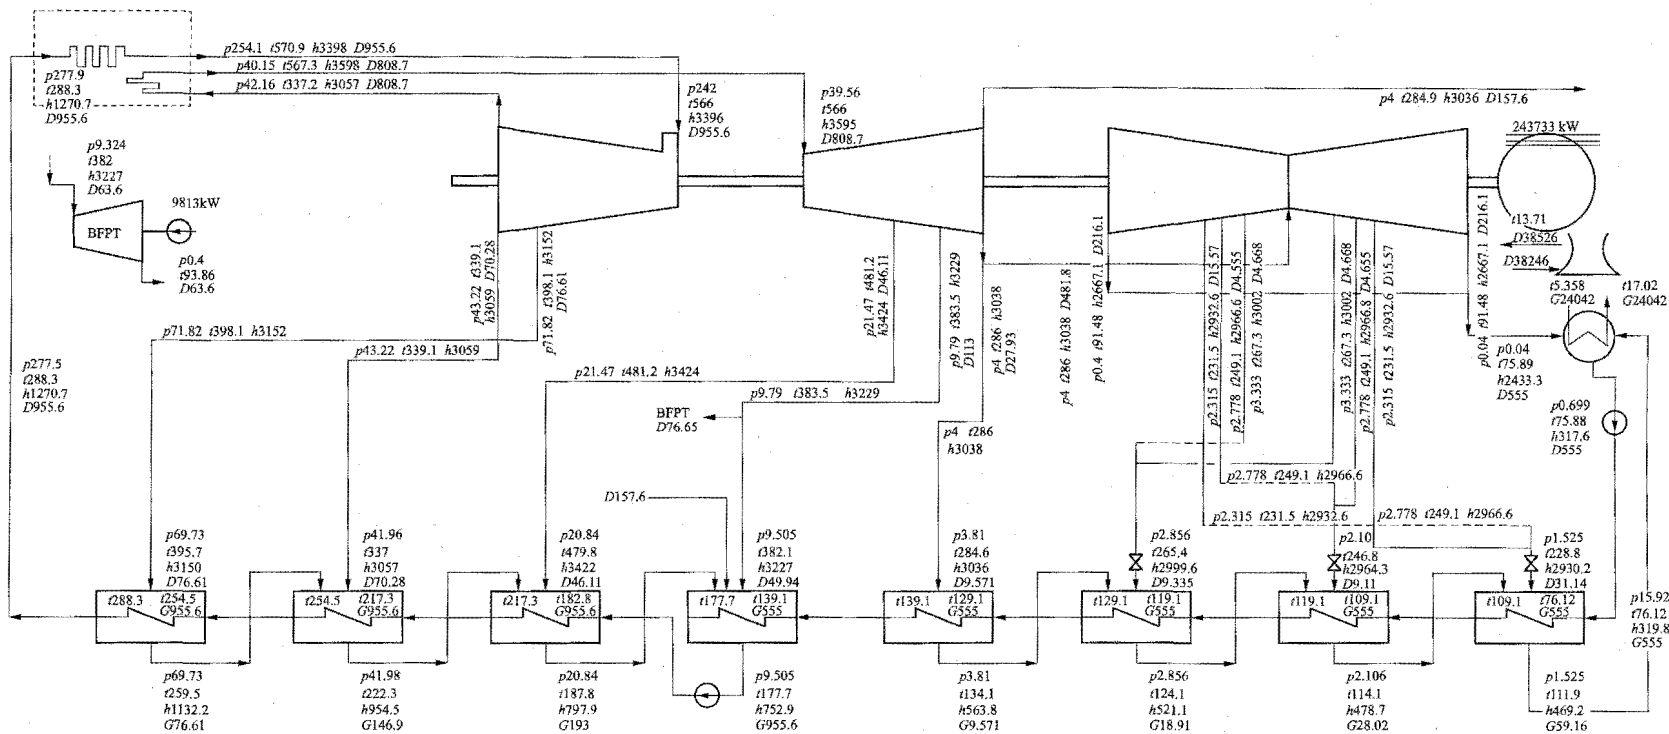 p254.1 t570.9 h3398 D955.6
p40.15 t567.3 h3598 D808.7
p42.16 t337.2 h3057 D808.7
p277.9
t288.3
h1270.7
D955.6
p242
t566
h3396
D955.6
p39.56
t566
h3595
D808.7
p4 t284.9 h3036 D157.6
243733 kW
p9.324
t382
h3227
D63.6
9813kW
BFPT
p0.4
t93.86
D63.6
t13.71
D38526
D38246
t5.358
G24042
t17.02
G24042
p43.22 t339.1
h3059 D70.28
p71.82 t398.1 h3152
D76.61
p21.47 t481.2
h3424 D46.11
p9.79 t383.5 h3229
D113
p4 t286 h3038
D27.93
p4 t286 h3038 D481.8
p0.4 t91.48 h2667.1 D216.1
p2.315 t231.5 h2932.6 D15.57
p2.778 t249.1 h2966.6 D4.555
p3.333 t267.3 h3002 D4.668
p3.333 t267.3 h3002 D4.668
p2.778 t249.1 h2966.8 D4.655
p2.315 t231.5 h2932.6 D15.57
p0.04 t91.48 h2667.1 D216.1
p0.04
t75.89
h2433.3
D555
p71.82 t398.1 h3152
p43.22 t339.1 h3059
p21.47 t481.2 h3424
p9.79 t383.5 h3229
BFPT
D76.65
p4 t286
h3038
p277.5
t288.3
h1270.7
D955.6
p0.699
t75.88
h317.6
D555
p2.778 t249.1 h2966.6
D157.6
p2.315 t231.5 h2932.6
p2.778 t249.1 h2966.6
p69.73
t395.7
h3150
D76.61
p41.96
t337
h3057
D70.28
p20.84
t479.8
h3422
D46.11
p9.505
t382.1
h3227
D49.94
p3.81
t284.6
h3036
D9.571
p2.856
t265.4
h2999.6
D9.335
p2.10
t246.8
h2964.3
D9.11
p1.525
t228.8
h2930.2
D31.14
t288.3
t254.5
G955.6
t254.5
t217.3
G955.6
t217.3
t182.8
G955.6
t177.7
t139.1
G555
t139.1
t129.1
G555
t129.1
t119.1
G555
t119.1
t109.1
G555
t109.1
t76.12
G555
p15.92
t76.12
h319.8
G555
p69.73
t259.5
h1132.2
G76.61
p41.98
t222.3
h954.5
G146.9
p20.84
t187.8
h797.9
G193
p9.505
t177.7
h752.9
G955.6
p3.81
t134.1
h563.8
G9.571
p2.856
t124.1
h521.1
G18.91
p2.106
t114.1
h478.7
G28.02
p1.525
t111.9
h469.2
G59.16